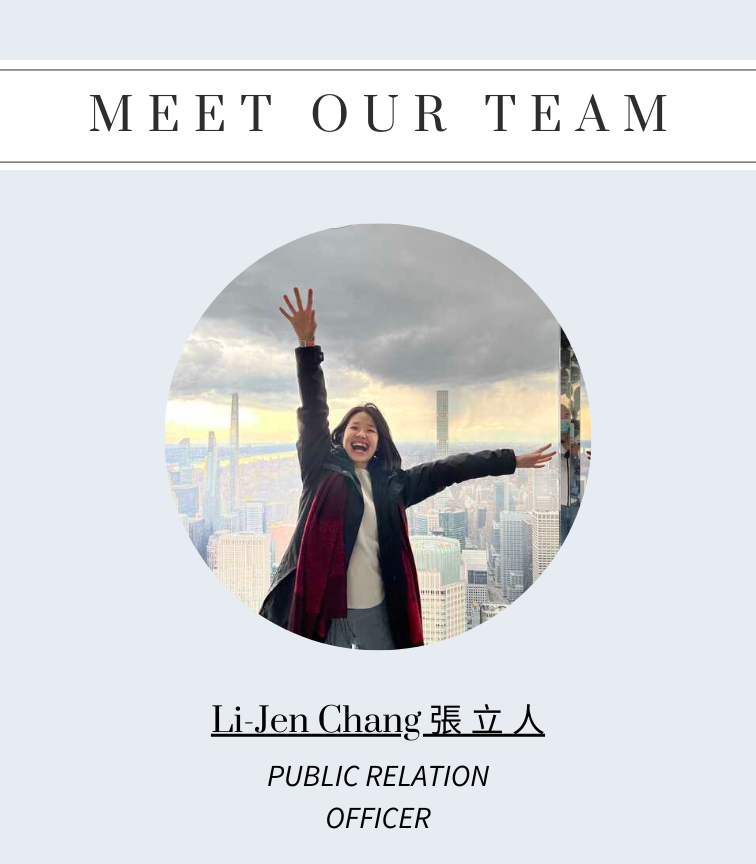 MEET OUR TEAM
Li-Jen Chang 張立人
PUBLIC RELATION
OFFICER